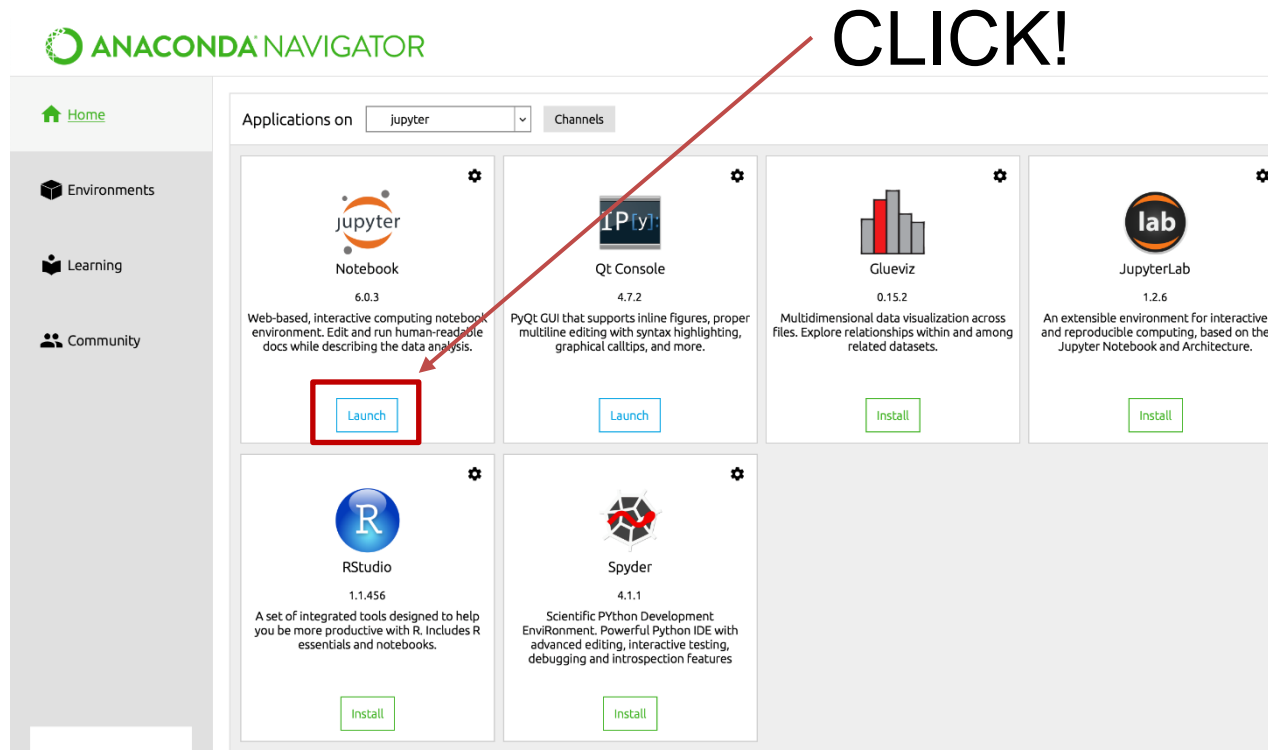 CLICK!
ANACONDA NAVIGATOR
Home
Environments
Learning
Community
Applications on jupyter Channels
jupyter
Notebook
6.0.3
Web-based, interactive computing notebook
environment. Edit and run human-readable
docs while describing the data analysis.
Launch
IP[y]:
Qt Console
4.7.2
PyQt GUI that supports inline figures, proper
multiline editing with syntax highlighting,
graphical calltips, and more.
Launch
Glueviz
0.15.2
Multidimensional data visualization across
files. Explore relationships within and among
related datasets.
Install
lab
JupyterLab
1.2.6
An extensible environment for interactive
and reproducible computing, based on the
Jupyter Notebook and Architecture.
Install
R
RStudio
1.1.456
A set of integrated tools designed to help
you be more productive with R. Includes R
essentials and notebooks.
Install
Spyder
4.1.1
Scientific PYthon Development
EnviRonment. Powerful Python IDE with
advanced editing, interactive testing,
debugging and introspection features
Install